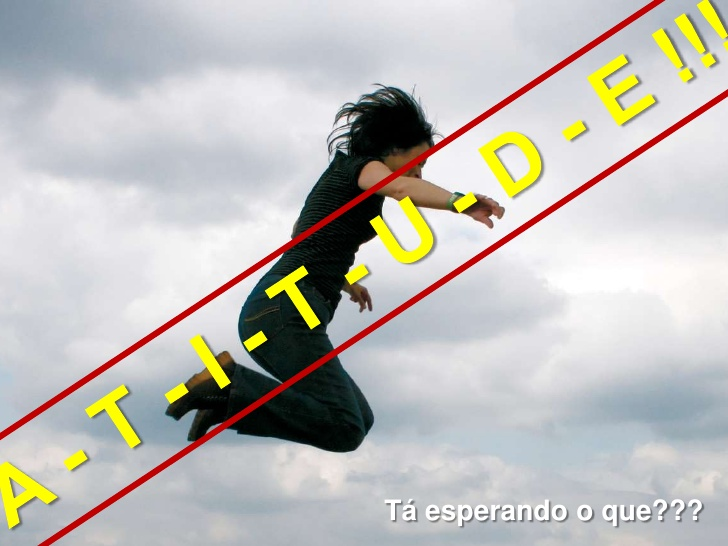 A - T - I - T - U - D - E !!!
Tá esperando o que???